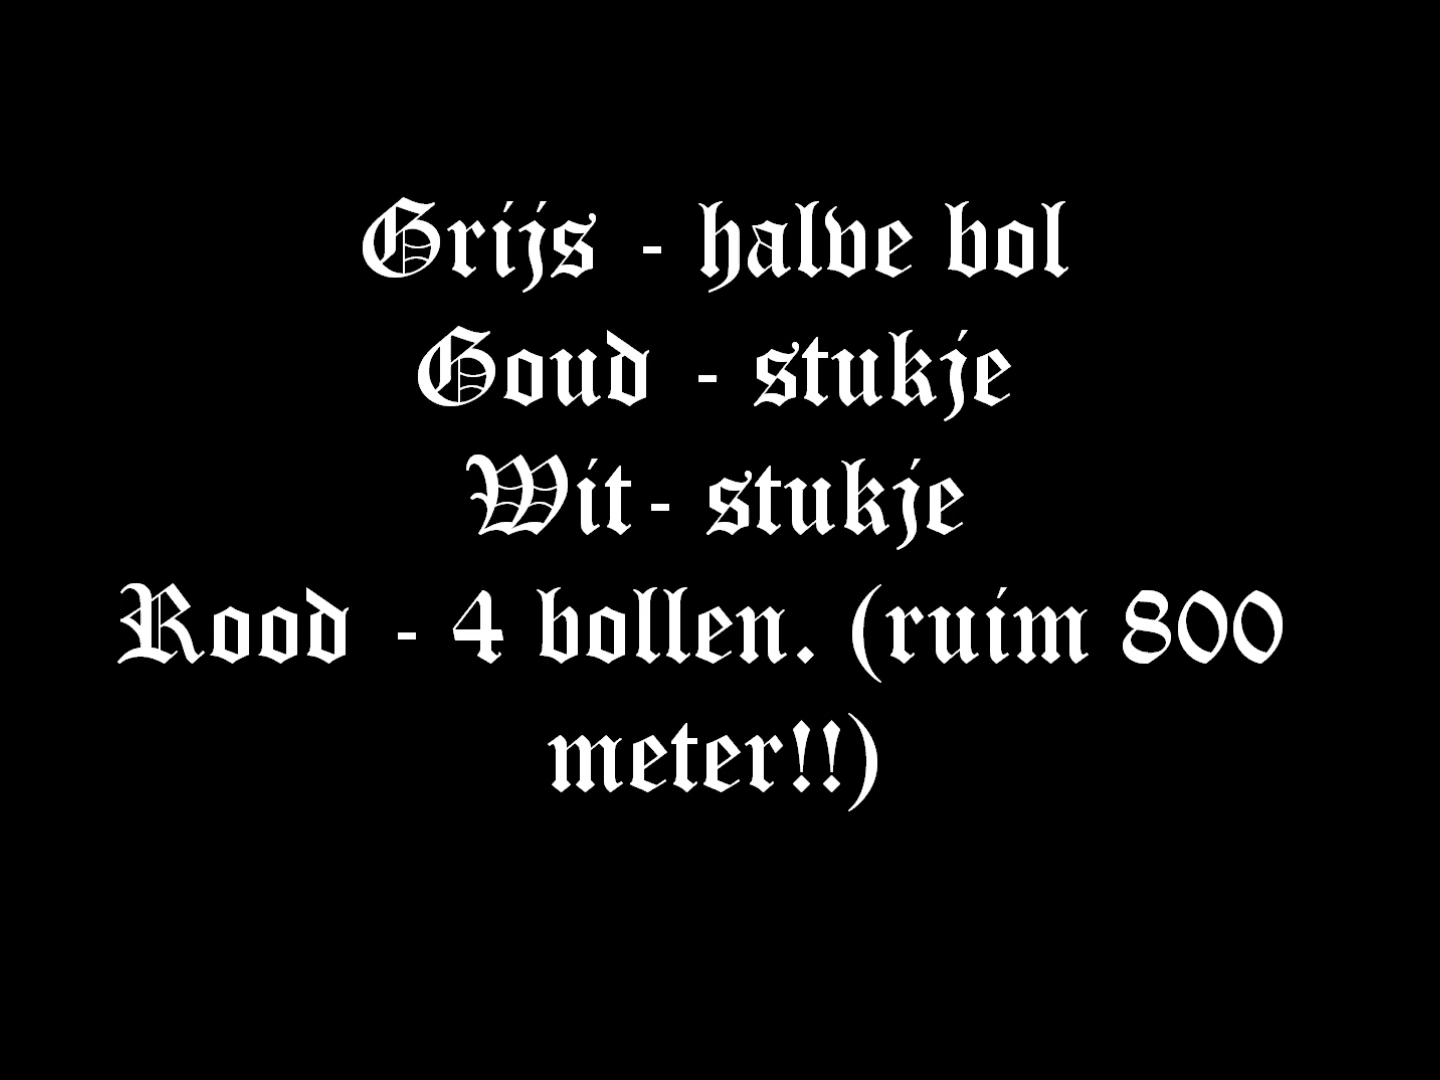 Grijs - halve bol
Goud - stukje
Wit- stukje
Rood - 4 bollen. (ruim 800
meter!!)